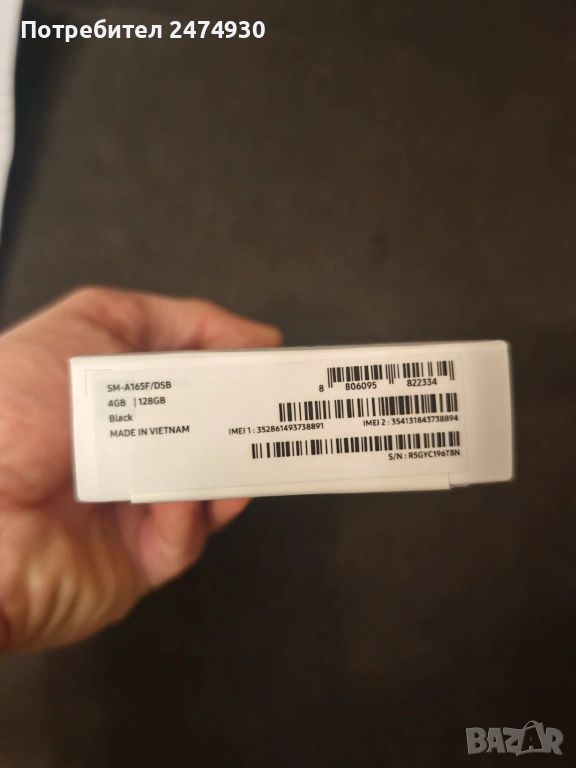 Потребител 2474930
SM-A165F/DSB
4GB | 128GB
Black
MADE IN VIETNAM
8 806095 822334
IMEI 1 : 352861493738891
IMEI 2 : 354131843738894
S/N : R5GYC196T8N
BAZAR